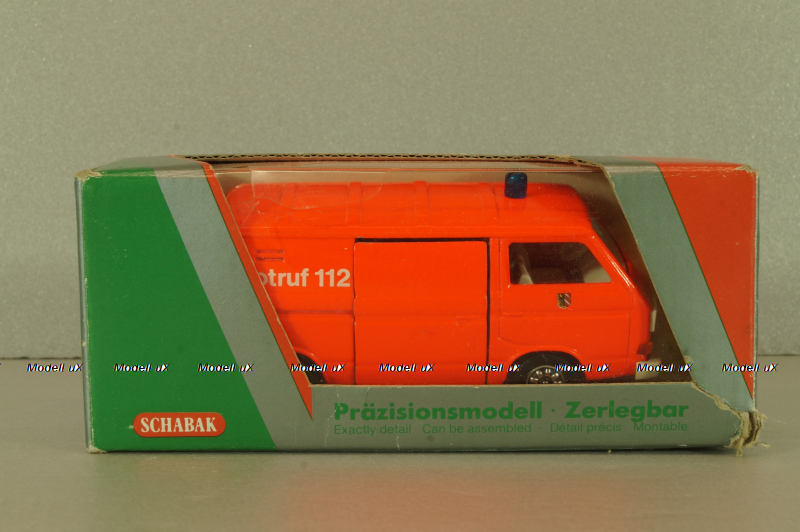 otruf 112
Modell uX Modell uX Modell uX Modell uX Modell uX Modell uX Modell uX Modell uX Modell uX
SCHABAK
Präzisionsmodell · Zerlegbar
Exactly detail Can be assembled · Détail précis Montable